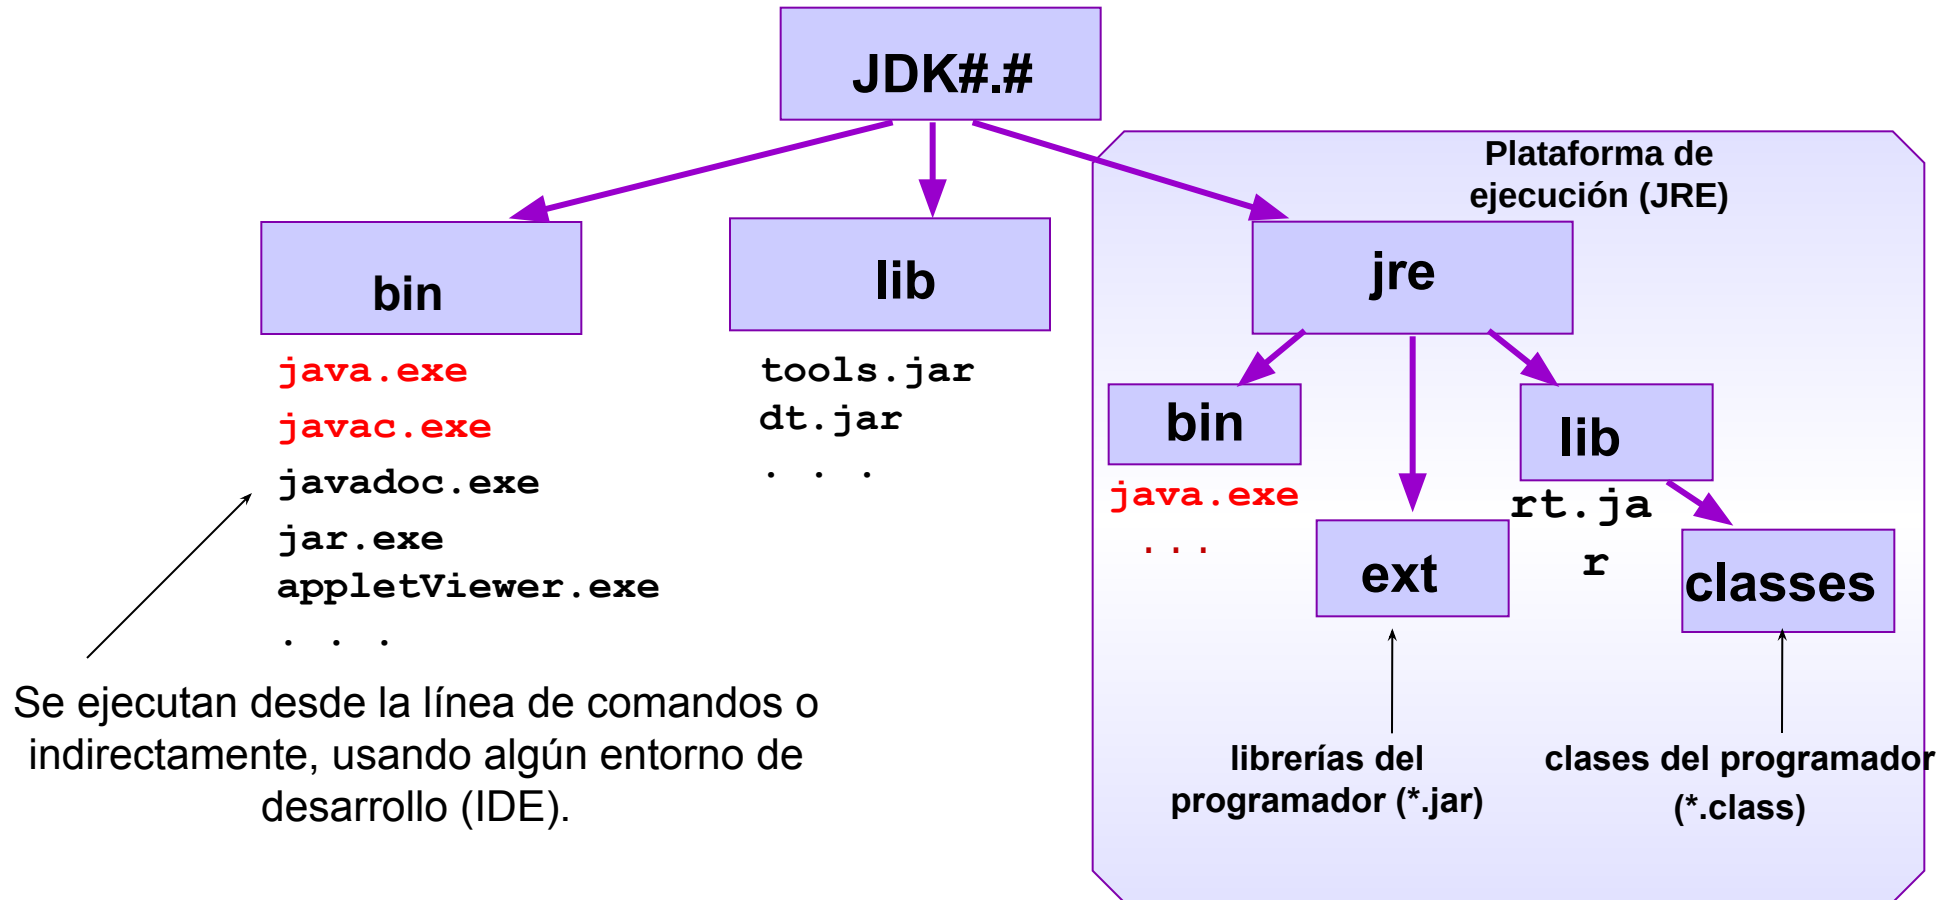 JDK#.#
Plataforma de
ejecución (JRE)
bin
lib
jre
java.exe
javac.exe
javadoc.exe
jar.exe
appletViewer.exe
. . .
tools.jar
dt.jar
. . .
bin
java.exe
...
ext
lib
rt.ja
r
classes
Se ejecutan desde la línea de comandos o
indirectamente, usando algún entorno de
desarrollo (IDE).
librerías del
programador (*.jar)
clases del programador
(*.class)